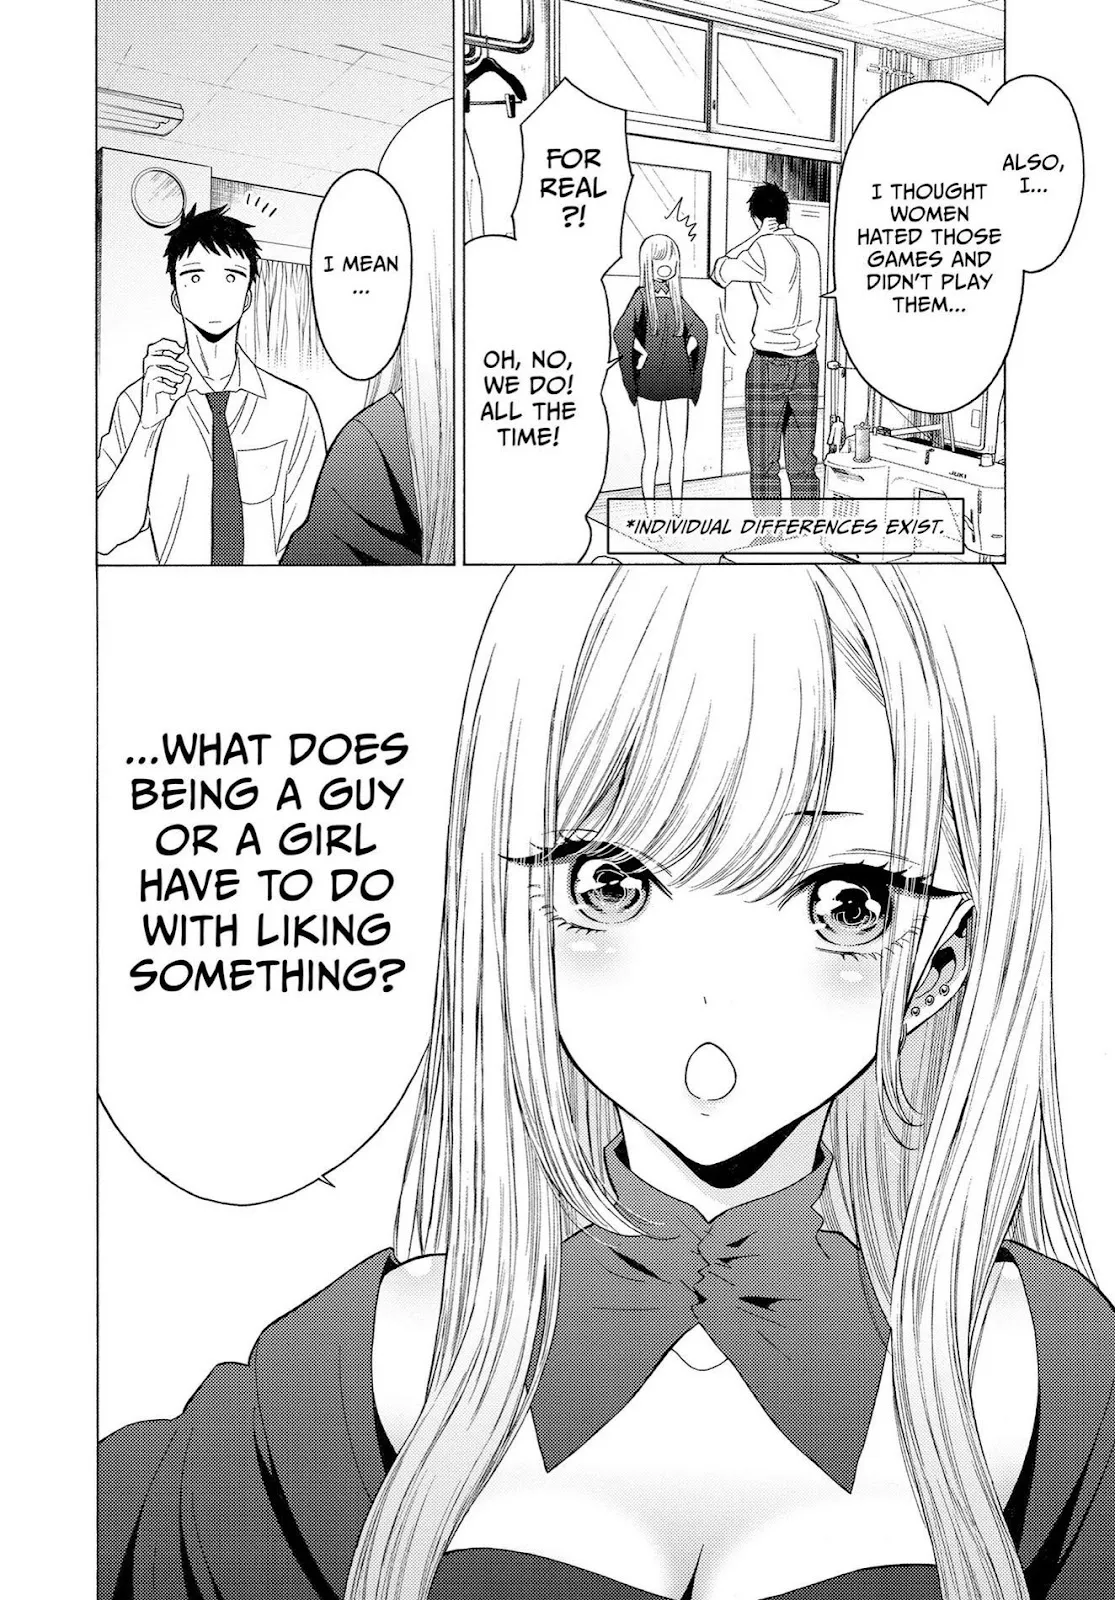 ALSO,
I...
I THOUGHT
WOMEN
HATED THOSE
GAMES AND
DIDN'T PLAY
THEM...
FOR
REAL
?!
OH, NO,
WE DO!
ALL THE
TIME!
JUKI
*INDIVIDUAL DIFFERENCES EXIST.
I MEAN
...
...WHAT DOES
BEING A GUY
OR A GIRL
HAVE TO DO
WITH LIKING
SOMETHING?